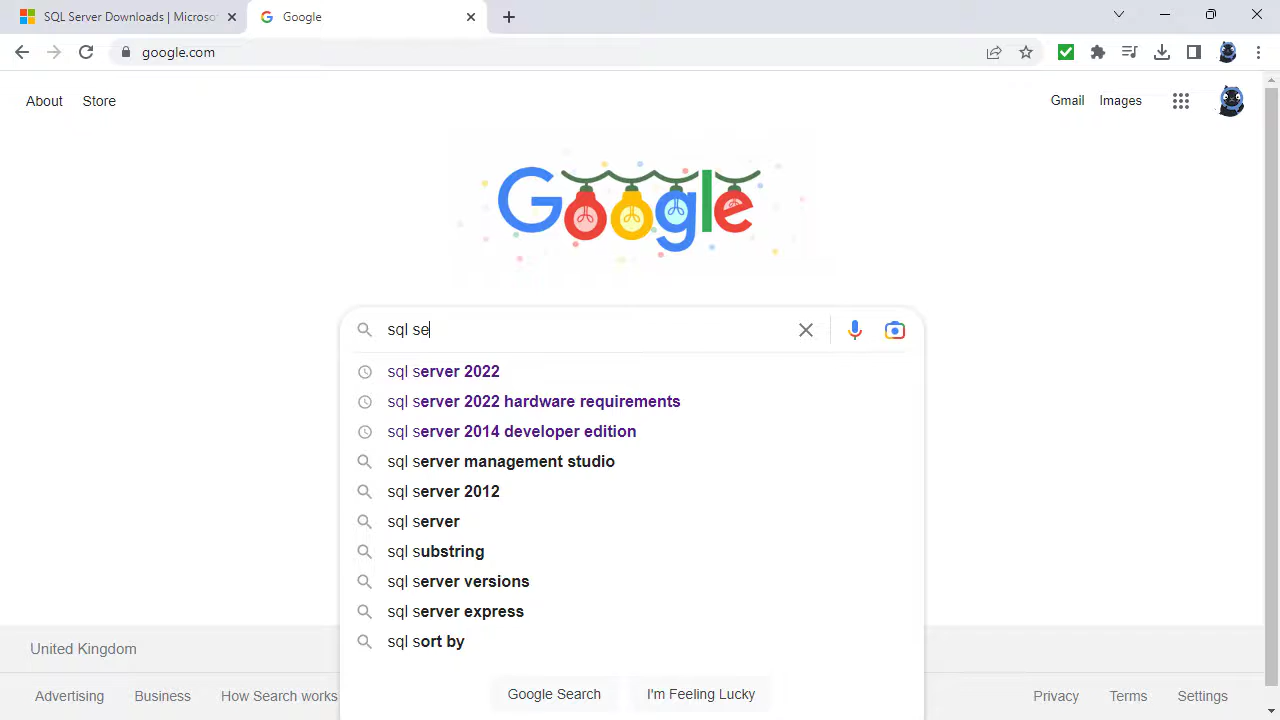 SQL Server Downloads | Microso
Google
google.com
About
Store
Gmail
Images
Google
sql se
sql server 2022
sql server 2022 hardware requirements
sql server 2014 developer edition
sql server management studio
sql server 2012
sql server
sql substring
sql server versions
sql server express
sql sort by
Google Search
I'm Feeling Lucky
United Kingdom
Advertising
Business
How Search works
Privacy
Terms
Settings